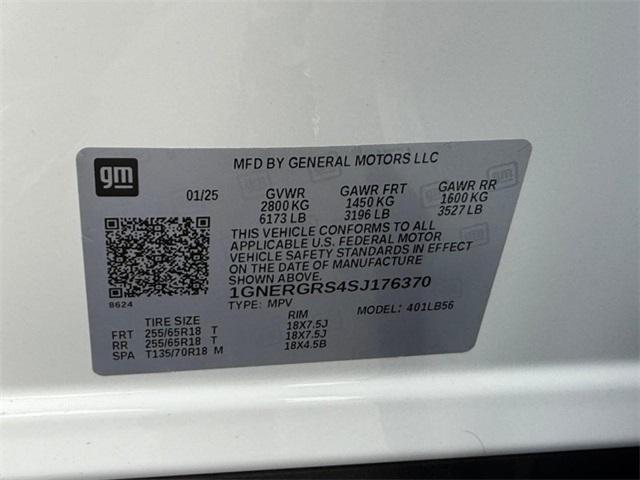 gm
MFD BY GENERAL MOTORS LLC
01/25 GVWR GAWR FRT GAWR RR
2800 KG 1450 KG 1600 KG
6173 LB 3196 LB 3527 LB
THIS VEHICLE CONFORMS TO ALL
APPLICABLE U.S. FEDERAL MOTOR
VEHICLE SAFETY STANDARDS IN EFFECT
ON THE DATE OF MANUFACTURE
SHOWN ABOVE.
1GNERGRS4SJ176370
8624 TYPE: MPV MODEL: 401LB56
TIRE SIZE RIM
FRT 255/65R18 T 18X7.5J
RR 255/65R18 T 18X7.5J
SPA T135/70R18 M 18X4.5B